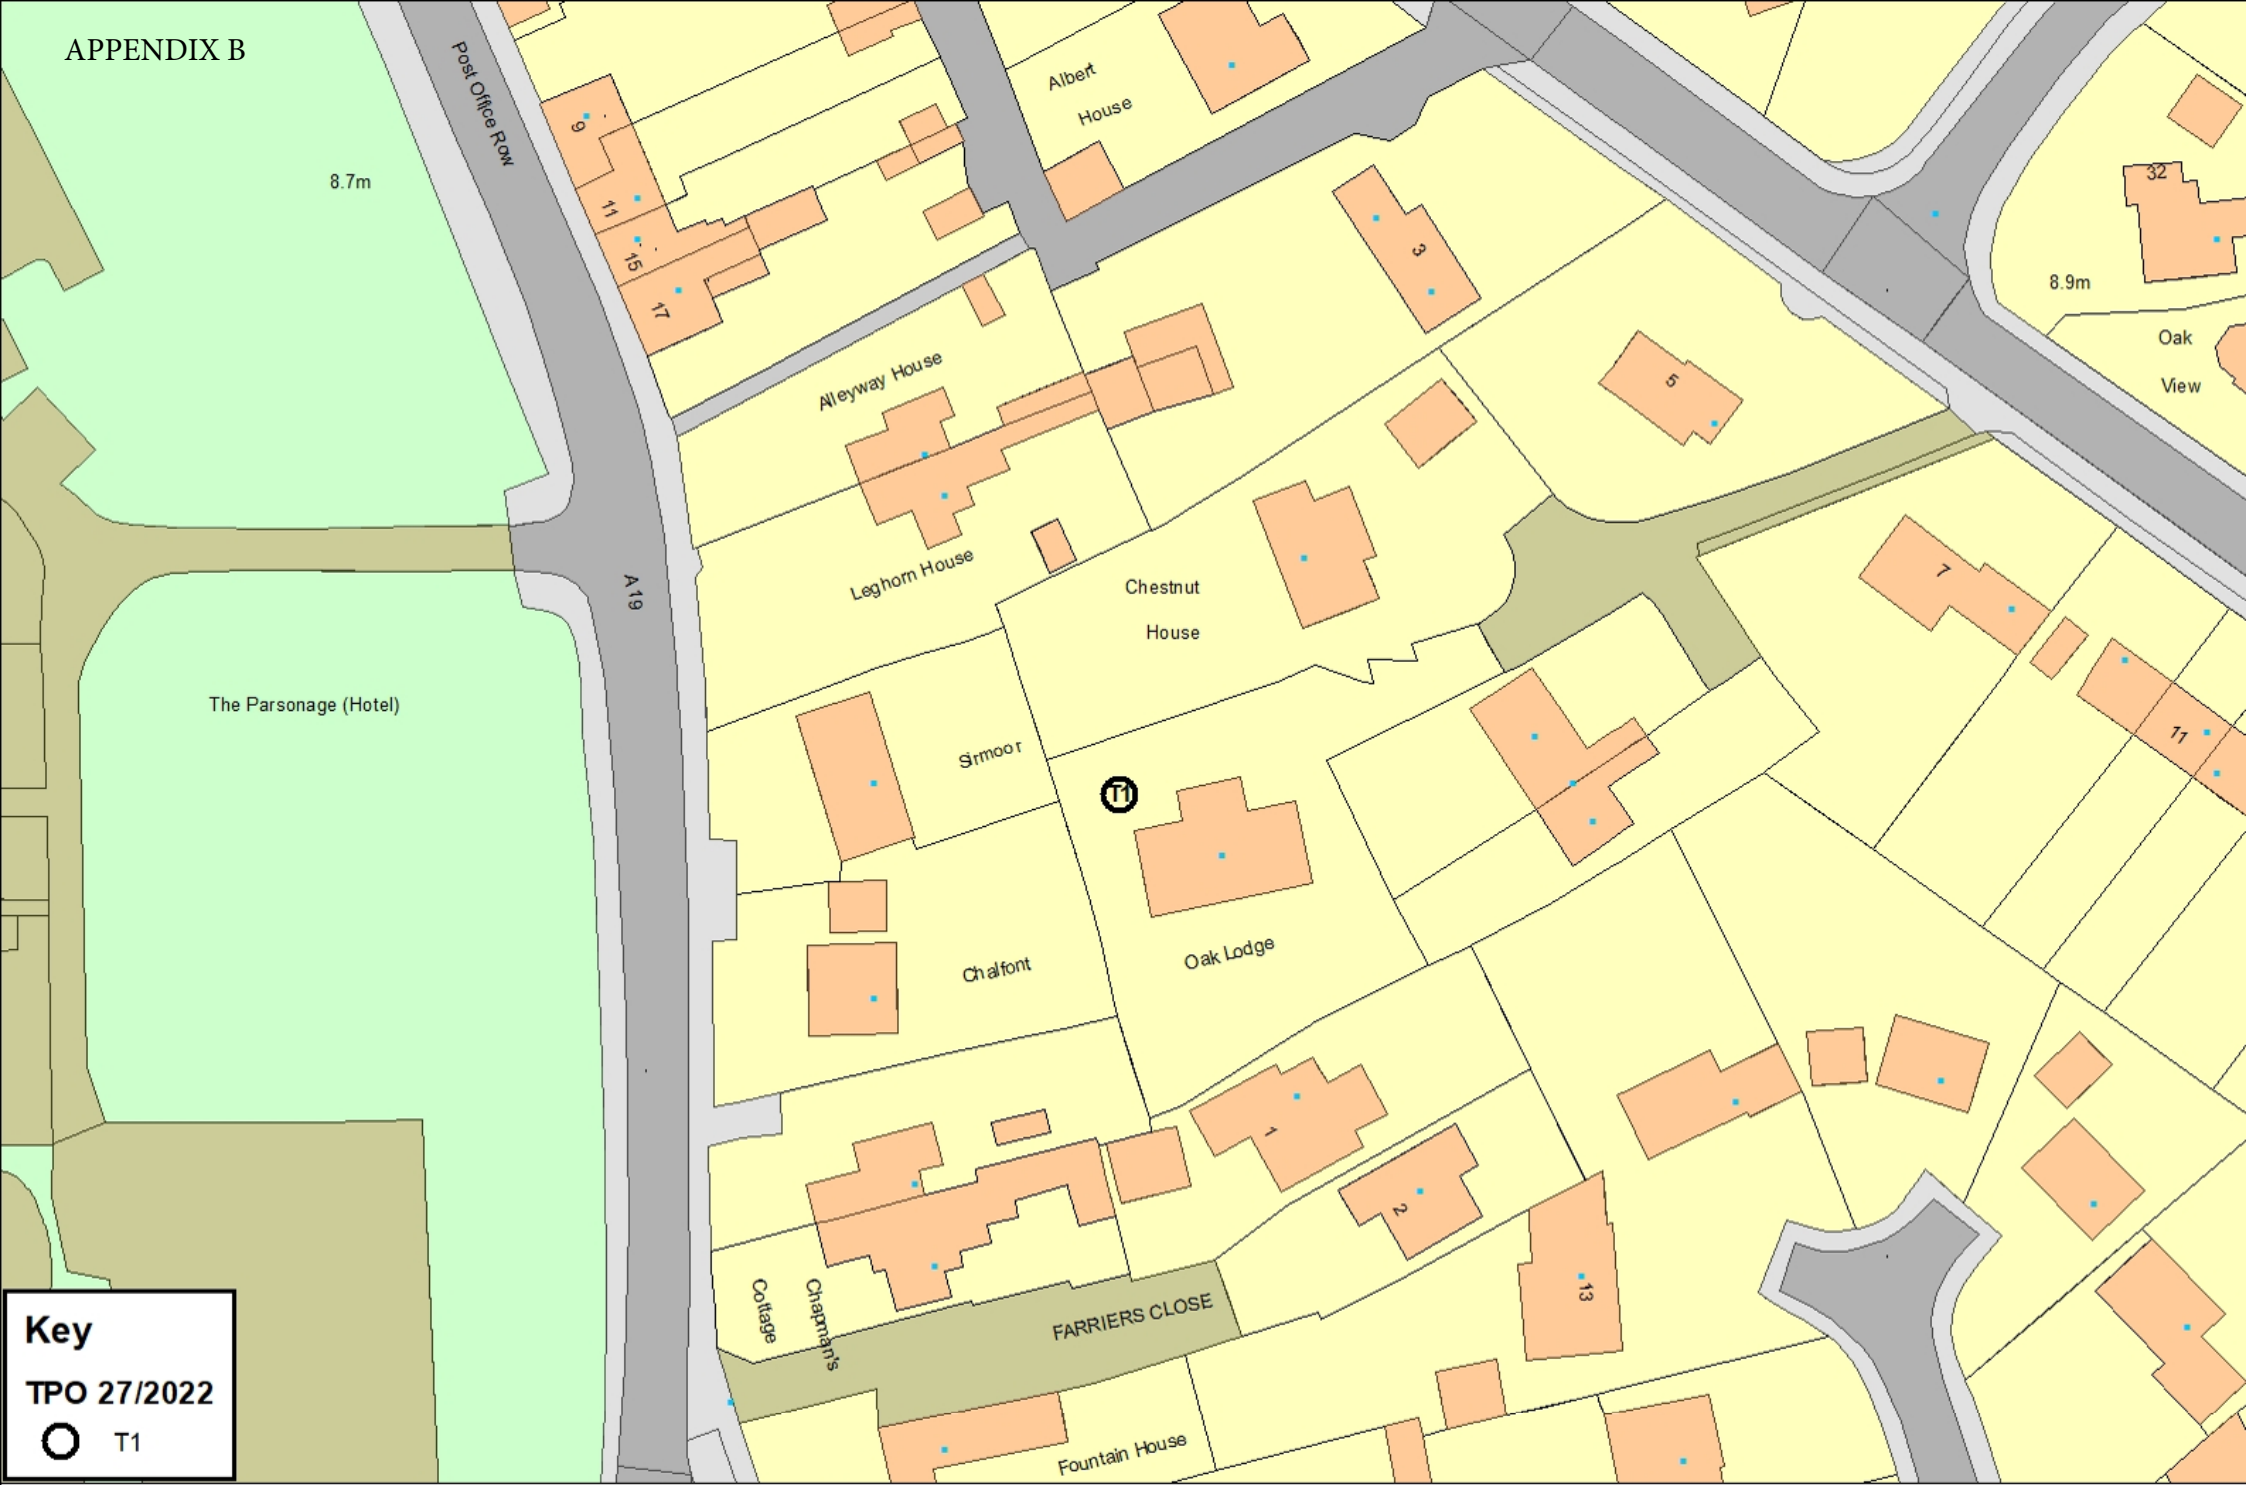 APPENDIX B
Post Office Row
Albert
House
9
8.7m
11
15
17
3
32
8.9m
Oak
View
Alleyway House
5
Leghorn House
A19
Chestnut
House
7
The Parsonage (Hotel)
Sirmoor
T1
11
Chalfont
Oak Lodge
1
2
13
Cottage
Chapman's
FARRIERS CLOSE
Fountain House
Key
TPO 27/2022
T1